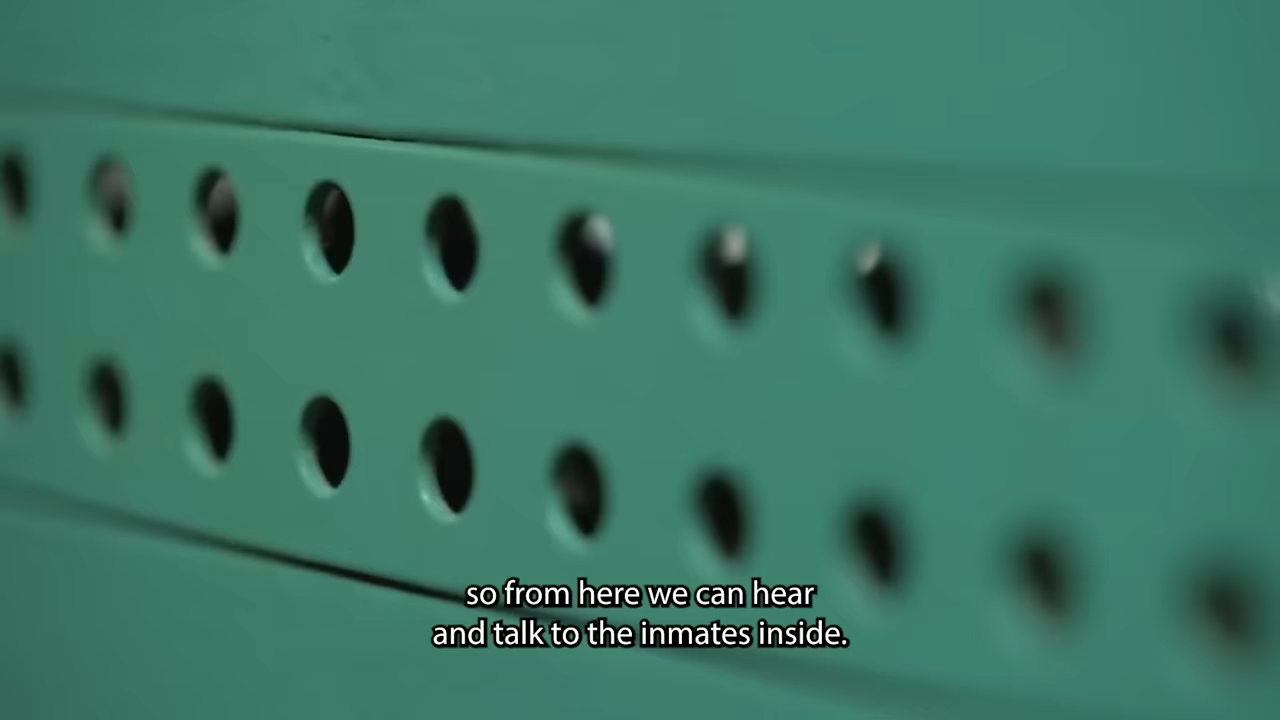 so from here we can hear
and talk to the inmates inside.